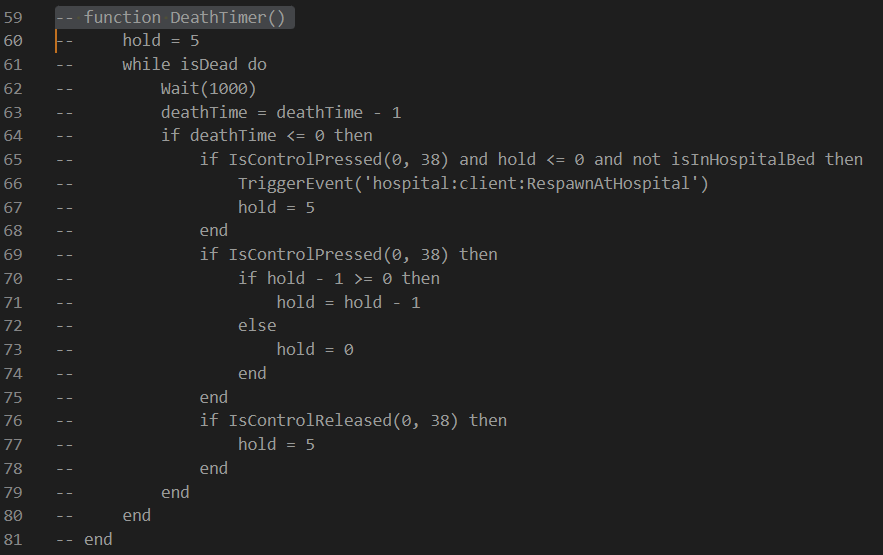 59 -- function DeathTimer()
60 --     hold = 5
61 --     while isDead do
62 --         Wait(1000)
63 --         deathTime = deathTime - 1
64 --         if deathTime <= 0 then
65 --             if IsControlPressed(0, 38) and hold <= 0 and not isInHospitalBed then
66 --                 TriggerEvent('hospital:client:RespawnAtHospital')
67 --                 hold = 5
68 --             end
69 --             if IsControlPressed(0, 38) then
70 --                 if hold - 1 >= 0 then
71 --                     hold = hold - 1
72 --                 else
73 --                     hold = 0
74 --                 end
75 --             end
76 --             if IsControlReleased(0, 38) then
77 --                 hold = 5
78 --             end
79 --         end
80 --     end
81 -- end